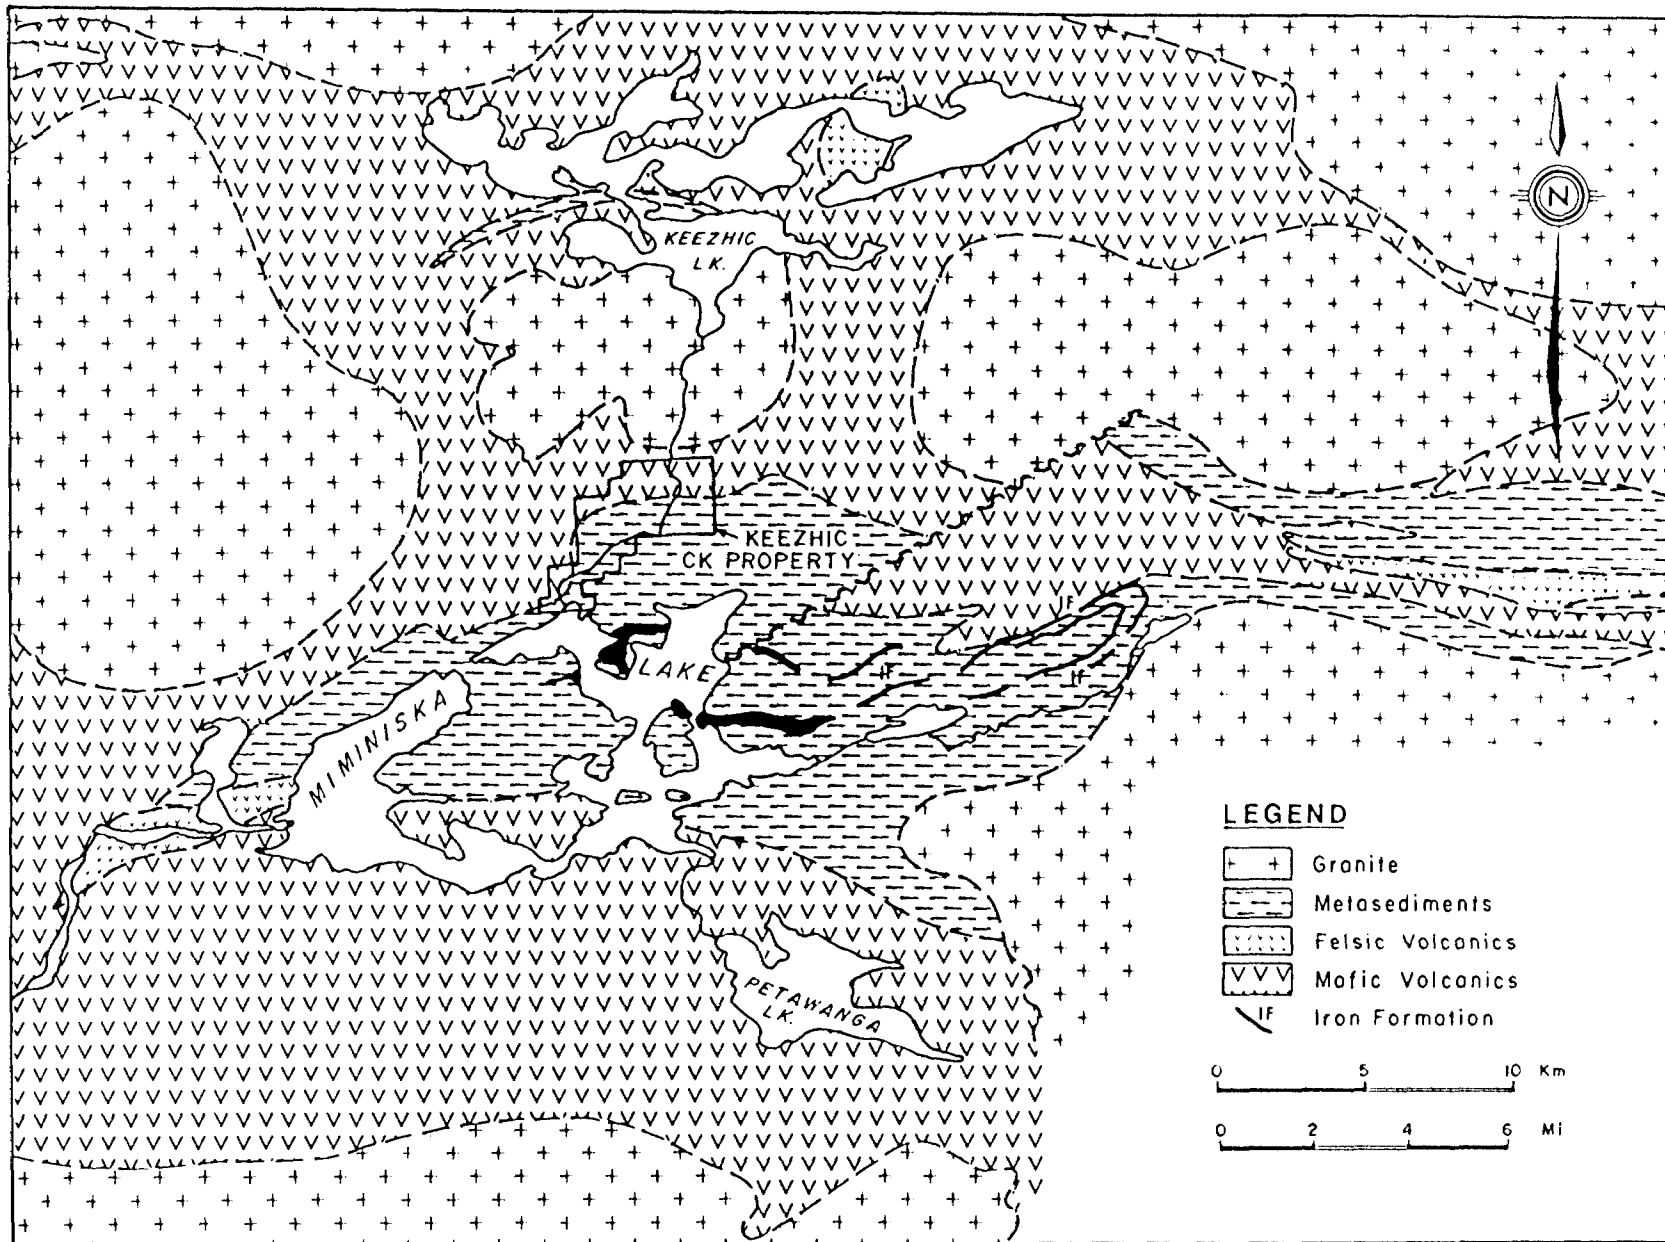 N
KEEZHIC
LK.
KEEZHIC
CK PROPERTY
IF
LAKE
IF
IF
MIMINISKA
PETAWANGA
LK.
LEGEND
Granite
Metasediments
Felsic Volcanics
Mafic Volcanics
IF Iron Formation
0 5 10 Km
0 2 4 6 Mi